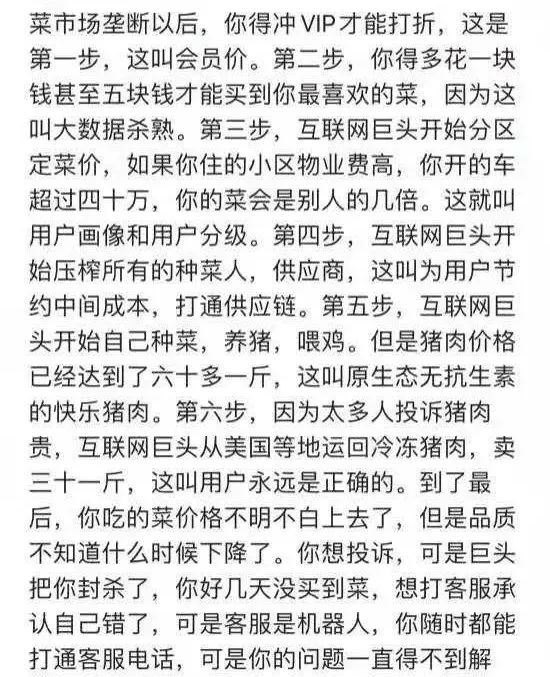 菜市场垄断以后，你得冲VIP才能打折，这是
第一步，这叫会员价。第二步，你得多花一块
钱甚至五块钱才能买到你最喜欢的菜，因为这
叫大数据杀熟。第三步，互联网巨头开始分区
定菜价，如果你住的小区物业费高，你开的车
超过四十万，你的菜会是别人的几倍。这就叫
用户画像和用户分级。第四步，互联网巨头开
始压榨所有的种菜人，供应商，这叫为用户节
约中间成本，打通供应链。第五步，互联网巨
头开始自己种菜，养猪，喂鸡。但是猪肉价格
已经达到了六十多一斤，这叫原生态无抗生素
的快乐猪肉。第六步，因为太多人投诉猪肉
贵，互联网巨头从美国等地运回冷冻猪肉，卖
三十一斤，这叫用户永远是正确的。到了最
后，你吃的菜价格不明不白上去了，但是品质
不知道什么时候下降了。你想投诉，可是巨头
把你封杀了，你好几天没买到菜，想打客服承
认自己错了，可是客服是机器人，你随时都能
打通客服电话，可是你的问题一直得不到解